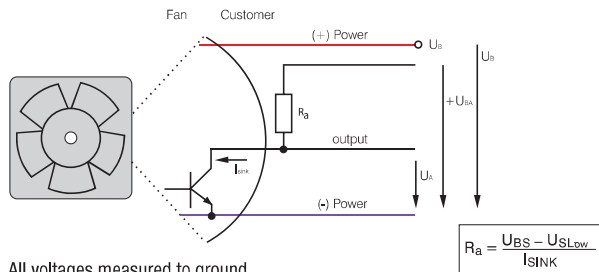 Fan Customer
(+) Power
UB
UB
Ra
+UBA
output
Isink
UA
(-) Power
Ra = UBS – USLow
ISINK
All voltages measured to ground